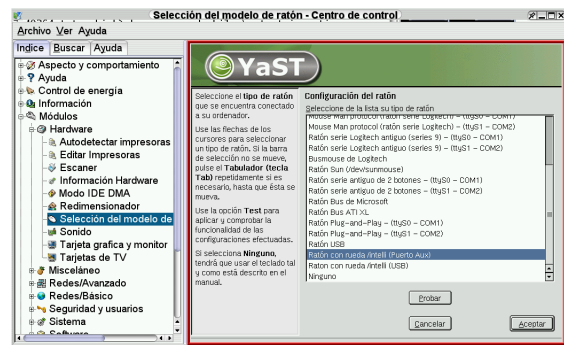 Selección del modelo de ratón - Centro de control
Archivo Ver Ayuda
Indice Buscar Ayuda
Aspecto y comportamiento
Ayuda
Control de energía
Información
Módulos
Hardware
Autodetectar impresoras
Editar Impresoras
Escaner
Información Hardware
Modo IDE DMA
Redimensionador
Selección del modelo de
Sonido
Tarjeta grafica y monitor
Tarjetas de TV
Misceláneo
Redes/Avanzado
Redes/Básico
Seguridad y usuarios
Sistema
Software
YaST
Seleccione el tipo de ratón
que se encuentra conectado
a su ordenador.
Use las flechas de los
cursores para seleccionar
un tipo de ratón. Si la barra
de selección no se mueve,
pulse el Tabulador (tecla
Tab) repetidamente si es
necesario, hasta que ésta se
mueva.
Use la opción Test para
aplicar y comprobar la
funcionalidad de las
configuraciones efectuadas.
Si selecciona Ninguno,
tendrá que usar el teclado tal
y como está descrito en el
manual.
Configuración del ratón
Seleccione de la lista su tipo de ratón
Mouse Man protocol (ratón serie Logitech) - (ttyS0 - COM1)
Mouse Man protocol (ratón serie Logitech) - (ttyS1 - COM2)
Ratón serie Logitech antiguo (series 9) - (ttyS0 - COM1)
Ratón serie Logitech antiguo (series 9) - (ttyS1 - COM2)
Busmouse de Logitech
Ratón Sun (/dev/sunmouse)
Ratón serie antiguo de 2 botones - (ttyS0 - COM1)
Ratón serie antiguo de 2 botones - (ttyS1 - COM2)
Ratón Bus de Microsoft
Ratón Bus ATI XL
Ratón Plug-and-Play - (ttyS0 - COM1)
Ratón Plug-and-Play - (ttyS1 - COM2)
Ratón USB
Ratón con rueda /Intelli (Puerto Aux)
Ratón con rueda /Intelli (USB)
Ninguno
Probar
Cancelar
Aceptar